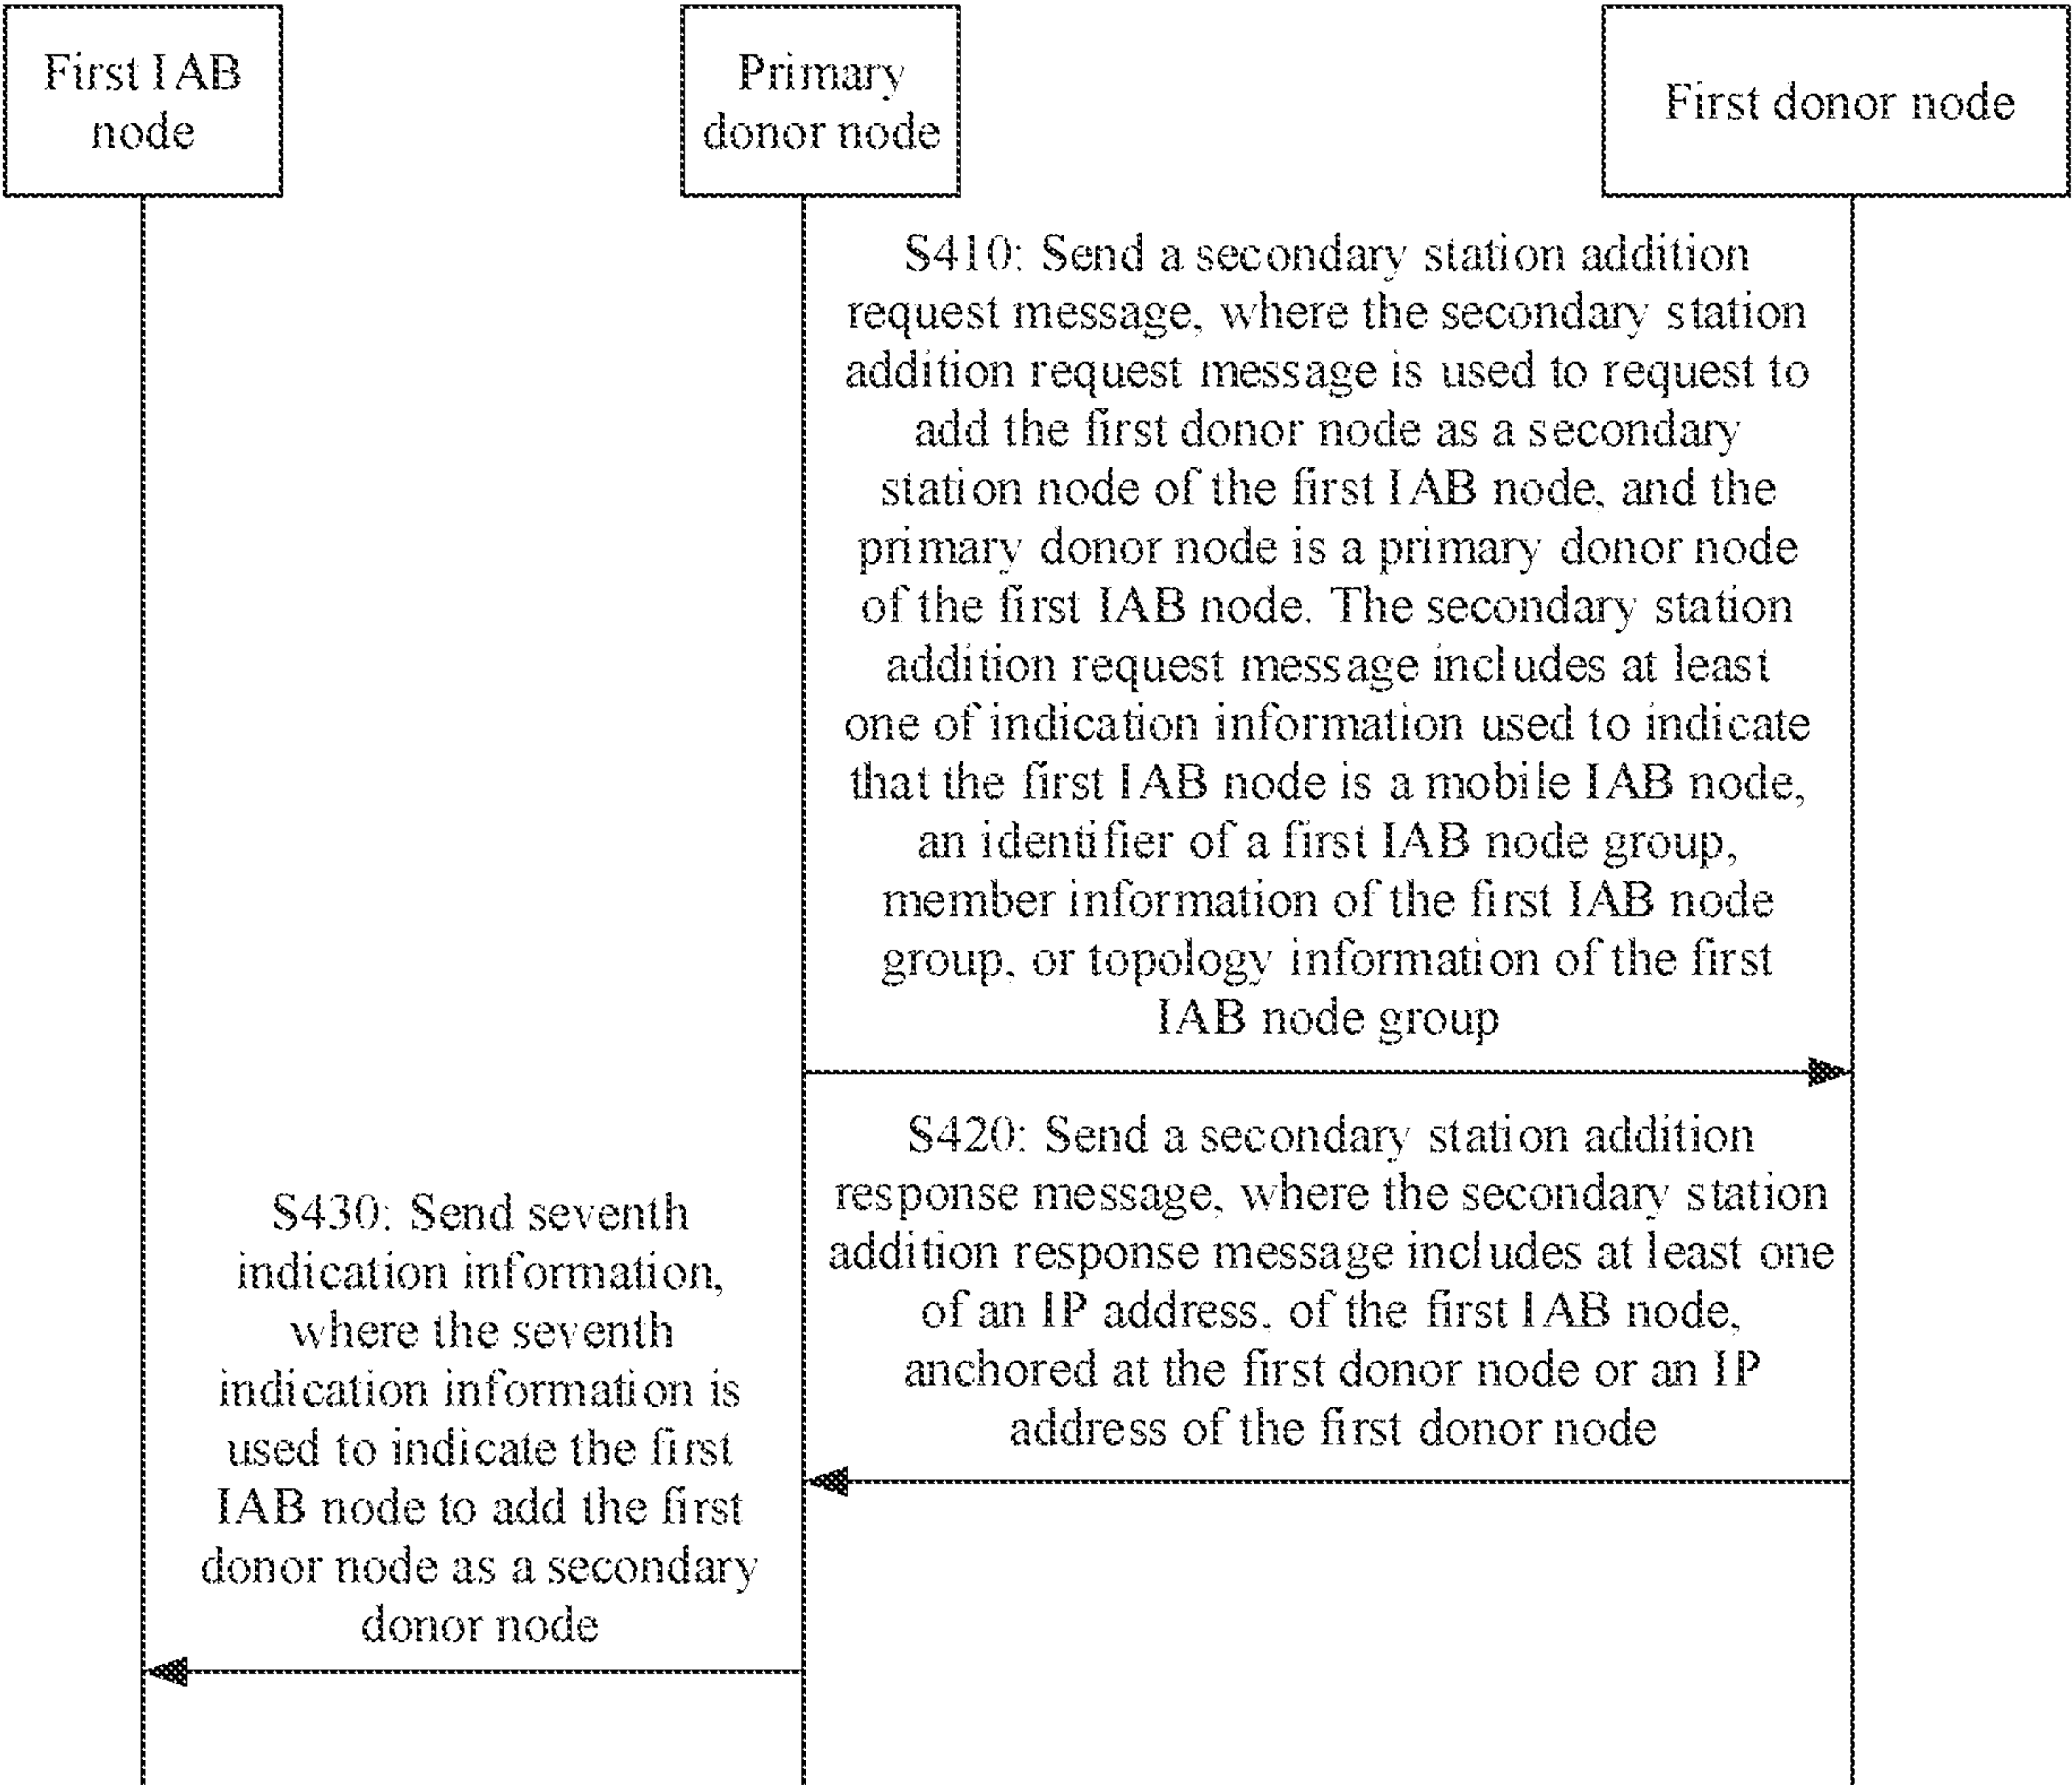 First IAB
node
Primary
donor node
First donor node
S410: Send a secondary station addition
request message, where the secondary station
addition request message is used to request to
add the first donor node as a secondary
station node of the first IAB node, and the
primary donor node is a primary donor node
of the first IAB node. The secondary station
addition request message includes at least
one of indication information used to indicate
that the first IAB node is a mobile IAB node,
an identifier of a first IAB node group,
member information of the first IAB node
group, or topology information of the first
IAB node group
S420: Send a secondary station addition
response message, where the secondary station
addition response message includes at least one
of an IP address, of the first IAB node,
anchored at the first donor node or an IP
address of the first donor node
S430: Send seventh
indication information,
where the seventh
indication information is
used to indicate the first
IAB node to add the first
donor node as a secondary
donor node